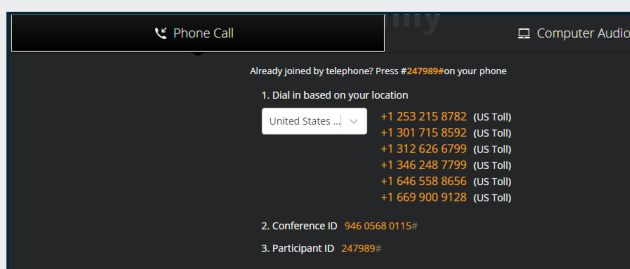 Phone Call
Computer Audio
Already joined by telephone? Press #247989#on your phone
1. Dial in based on your location
United States ...
+1 253 215 8782 (US Toll)
+1 301 715 8592 (US Toll)
+1 312 626 6799 (US Toll)
+1 346 248 7799 (US Toll)
+1 646 558 8656 (US Toll)
+1 669 900 9128 (US Toll)
2. Conference ID 946 0568 0115#
3. Participant ID 247989#